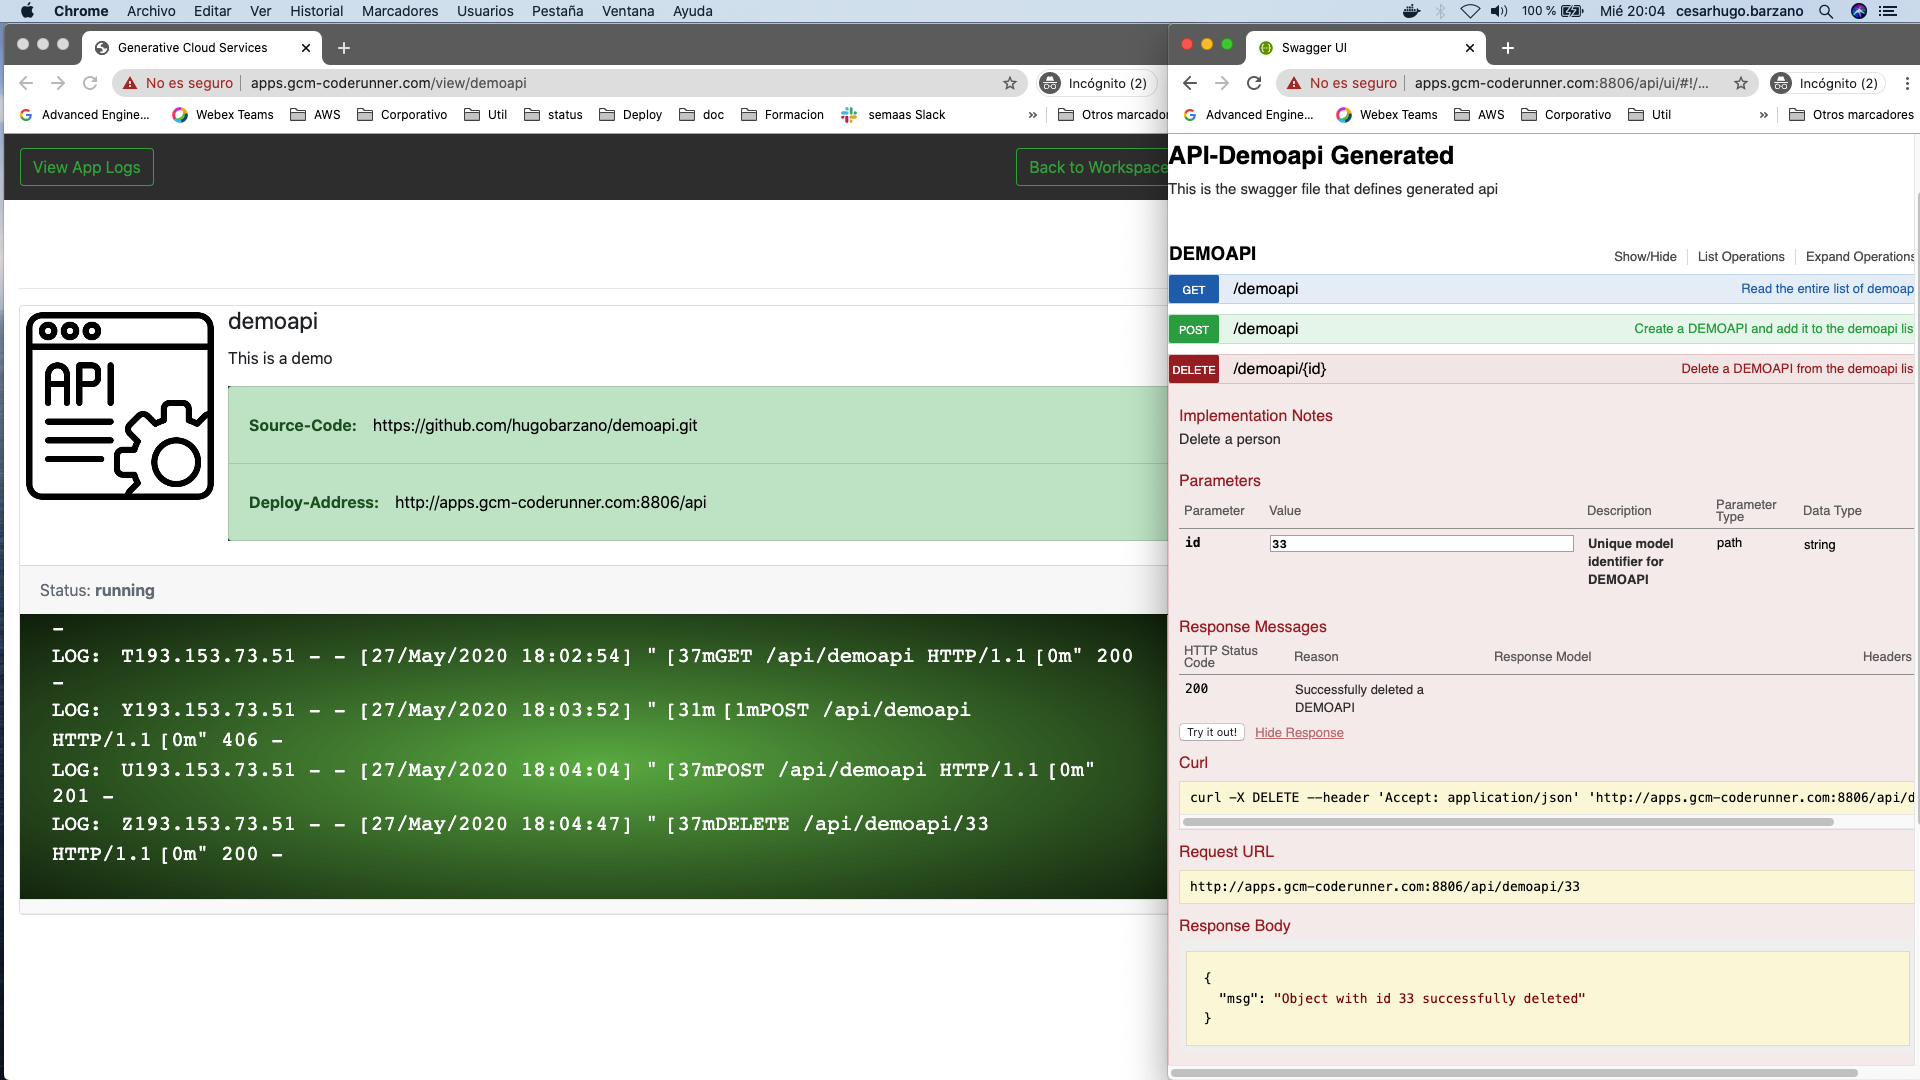 Chrome Archivo Editar Ver Historial Marcadores Usuarios Pestaña Ventana Ayuda
100 % Mié 20:04 cesarhugo.barzano
Generative Cloud Services
No es seguro apps.gcm-coderunner.com/view/demoapi Incógnito (2)
Advanced Engine... Webex Teams AWS Corporativo Util status Deploy doc Formacion semaas Slack » Otros marcador
View App Logs Back to Workspace
API
demoapi
This is a demo
Source-Code: https://github.com/hugobarzano/demoapi.git
Deploy-Address: http://apps.gcm-coderunner.com:8806/api
Status: running
–
LOG: T193.153.73.51 - - [27/May/2020 18:02:54] " [37mGET /api/demoapi HTTP/1.1 [0m" 200
–
LOG: Y193.153.73.51 - - [27/May/2020 18:03:52] " [31m [1mPOST /api/demoapi
HTTP/1.1 [0m" 406 -
LOG: U193.153.73.51 - - [27/May/2020 18:04:04] " [37mPOST /api/demoapi HTTP/1.1 [0m"
201 -
LOG: Z193.153.73.51 - - [27/May/2020 18:04:47] " [37mDELETE /api/demoapi/33
HTTP/1.1 [0m" 200 -
Swagger UI
No es seguro apps.gcm-coderunner.com:8806/api/ui/#!/... Incógnito (2)
Advanced Engine... Webex Teams AWS Corporativo Util » Otros marcadores
API-Demoapi Generated
This is the swagger file that defines generated api
DEMOAPI Show/Hide List Operations Expand Operations
GET /demoapi Read the entire list of demoap
POST /demoapi Create a DEMOAPI and add it to the demoapi lis
DELETE /demoapi/{id} Delete a DEMOAPI from the demoapi lis
Implementation Notes
Delete a person
Parameters
Parameter Value Description Parameter Type Data Type
id 33 Unique model identifier for DEMOAPI path string
Response Messages
HTTP Status Code Reason Response Model Headers
200 Successfully deleted a DEMOAPI
Try it out! Hide Response
Curl
curl -X DELETE --header 'Accept: application/json' 'http://apps.gcm-coderunner.com:8806/api/d
Request URL
http://apps.gcm-coderunner.com:8806/api/demoapi/33
Response Body
{
"msg": "Object with id 33 successfully deleted"
}